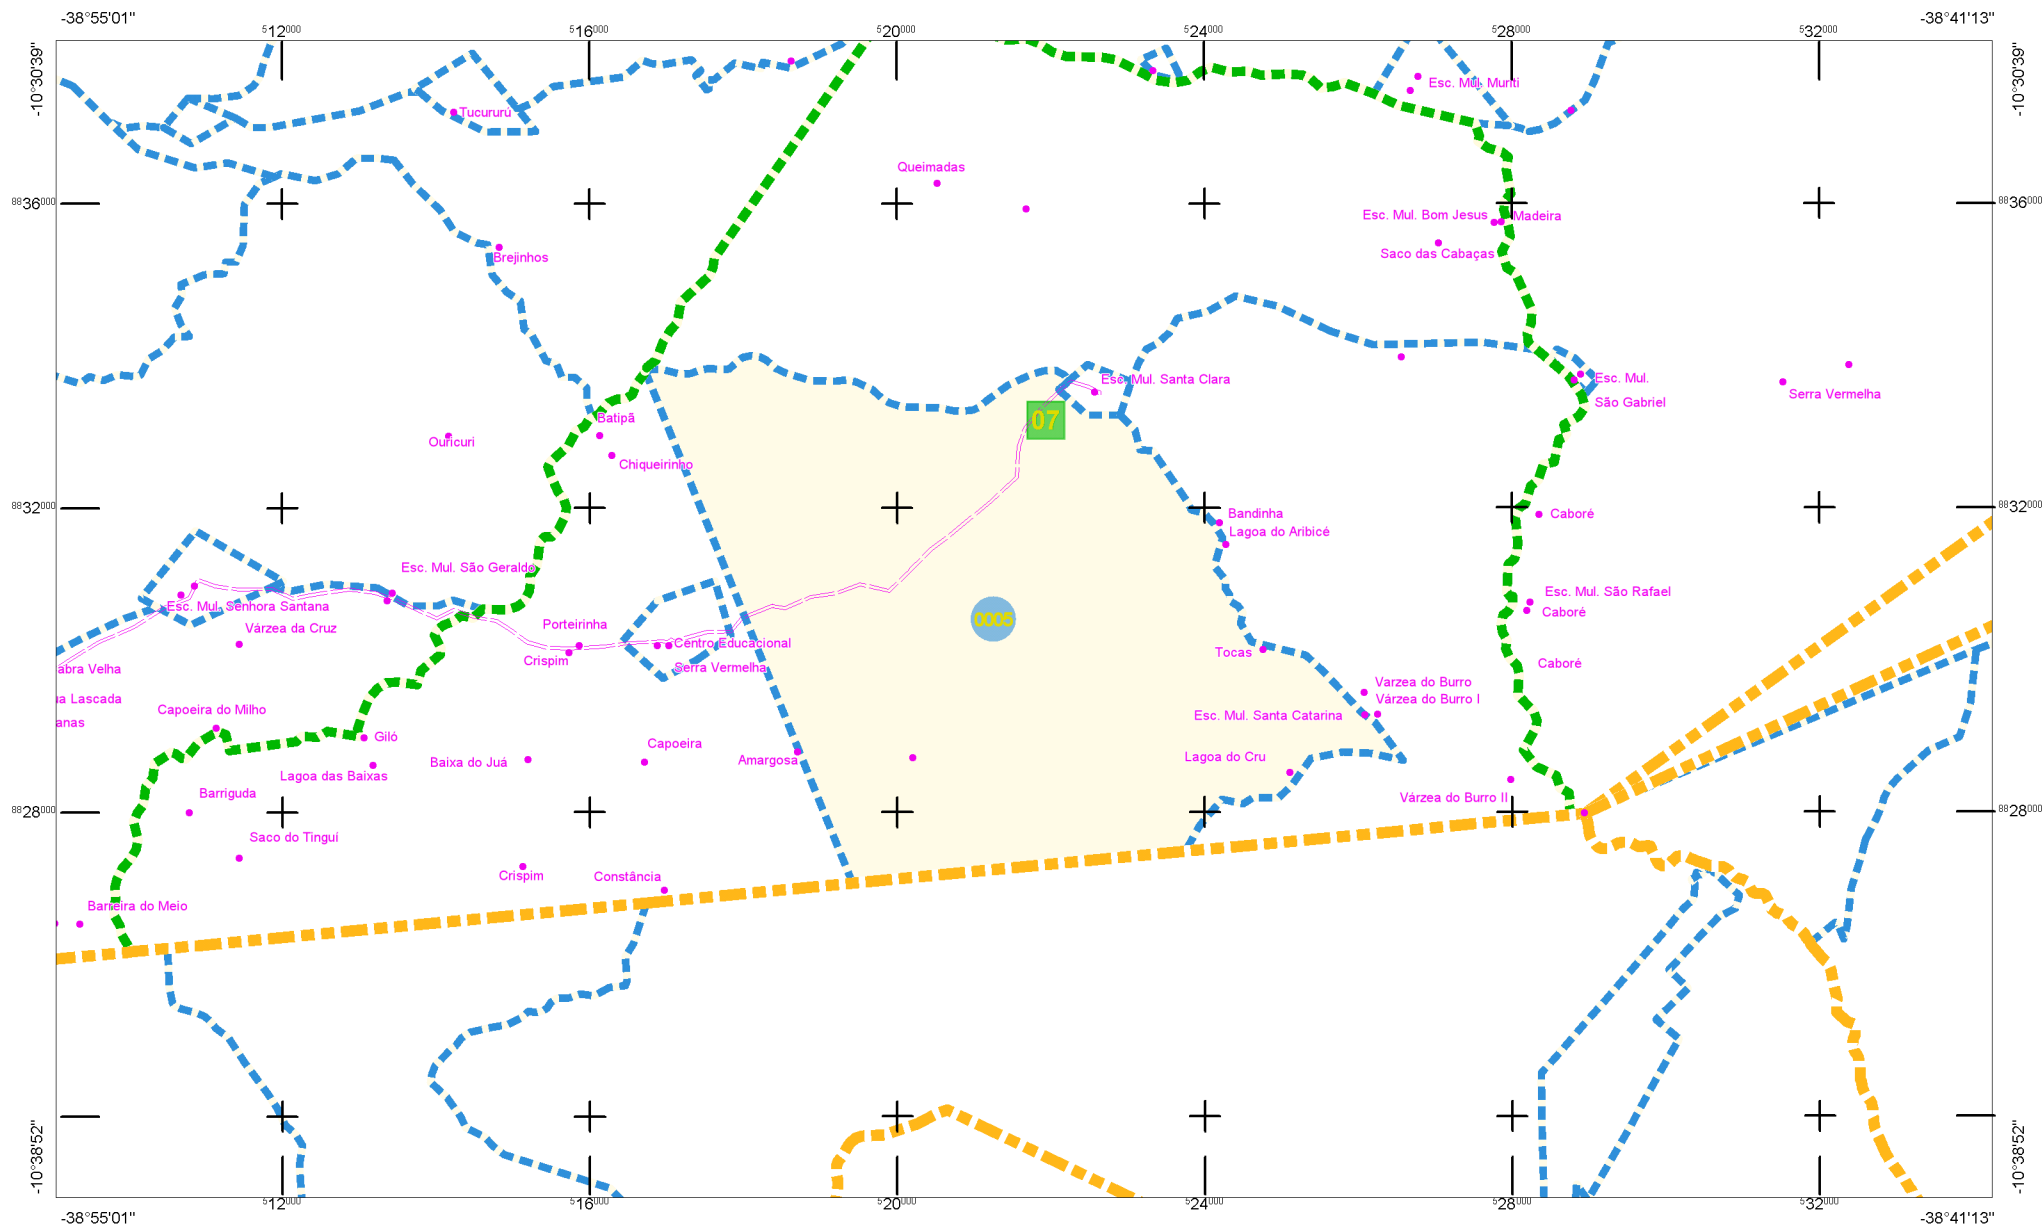 -38°55'01"
-38°41'13"
512000
516000
520000
524000
528000
532000
-10°30'39"
-10°30'39"
Esc. Mul. Muriti
Tucururú
Queimadas
8836000
8836000
Esc. Mul. Bom Jesus
Madeira
Saco das Cabaças
Brejinhos
Esc. Mul. Santa Clara
Esc. Mul.
São Gabriel
Serra Vermelha
Batipã
07
Ouricuri
Chiqueirinho
8832000
8832000
Bandinha
Caboré
Lagoa do Aribicé
Esc. Mul. São Geraldo
Esc. Mul. São Rafael
Esc. Mul. Senhora Santana
Caboré
0005
Várzea da Cruz
Porteirinha
Centro Educacional
Serra Vermelha
Crispim
Tocas
Caboré
abra Velha
Varzea do Burro
Várzea do Burro I
ua Lascada
Capoeira do Milho
Esc. Mul. Santa Catarina
anas
Giló
Capoeira
Lagoa do Cru
Baixa do Juá
Amargosa
Lagoa das Baixas
Barriguda
Várzea do Burro II
8828000
8828000
Saco do Tinguí
Crispim
Constância
Barreira do Meio
-10°38'52"
-10°38'52"
512000
516000
520000
524000
528000
532000
-38°55'01"
-38°41'13"